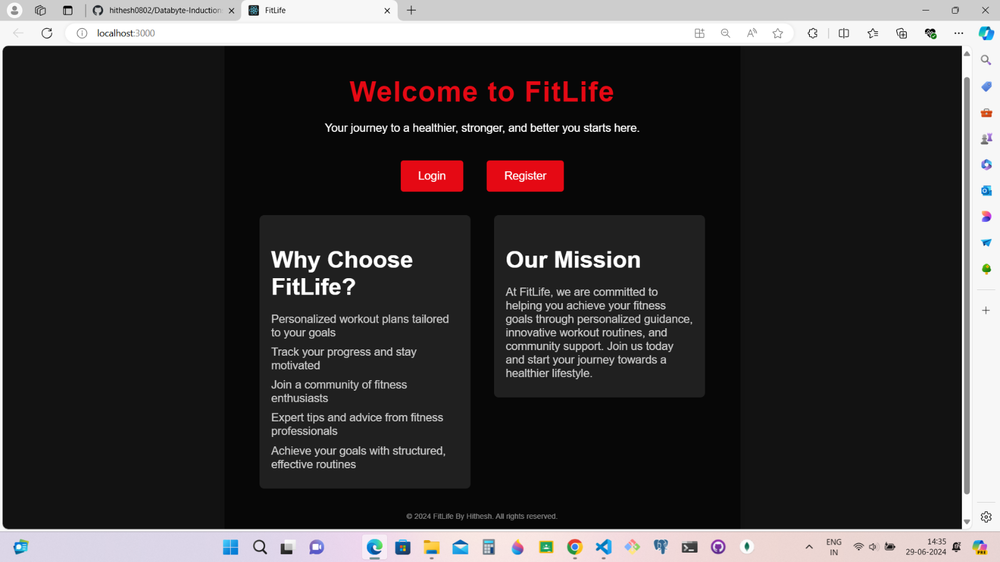 hithesh0802/Databyte-Induction
FitLife
localhost:3000
Welcome to FitLife
Your journey to a healthier, stronger, and better you starts here.
Login
Register
Why Choose
FitLife?
Personalized workout plans tailored
to your goals
Track your progress and stay
motivated
Join a community of fitness
enthusiasts
Expert tips and advice from fitness
professionals
Achieve your goals with structured,
effective routines
Our Mission
At FitLife, we are committed to
helping you achieve your fitness
goals through personalized guidance,
innovative workout routines, and
community support. Join us today
and start your journey towards a
healthier lifestyle.
© 2024 FitLife By Hithesh. All rights reserved.
ENG
IN
14:35
29-06-2024
PRE